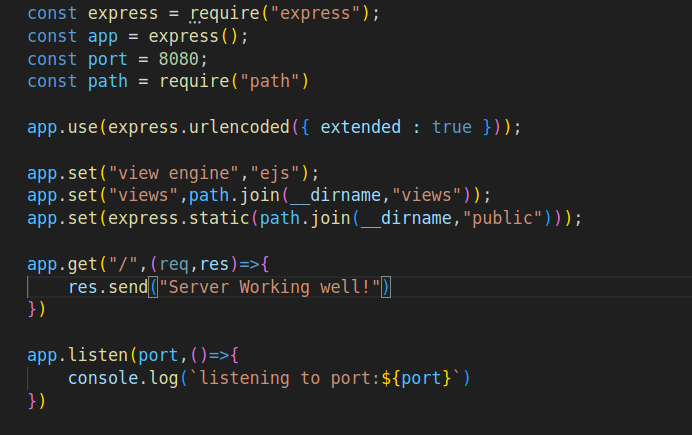 const express = require("express");
const app = express();
const port = 8080;
const path = require("path")
app.use(express.urlencoded({ extended : true }));
app.set("view engine","ejs");
app.set("views",path.join(__dirname,"views"));
app.set(express.static(path.join(__dirname,"public")));
app.get("/",(req,res)=>{
    res.send("Server Working well!")
})
app.listen(port,()=>{
    console.log(`listening to port:${port}`)
})